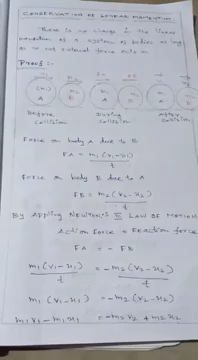 CONSERVATION OF LINEAR MOMENTUM
There is no change in the linear
momentum of a system of bodies as long
as no net external force acts on
Proof:-
m2
(m1)
A B A B A B
Before During After
Collision Collision Collision
Force on body A due to B
FA = m1 (v1-u1) / t
Force on body B due to A
FB = m2 (v2-u2) / t
By APPlying NEWTON'S III LAW OF MOTION
Action Force = REaction force
FA = - FB
m1 (v1-u1) / t = -m2 (v2-u2) / t
m1 (v1-u1) = -m2 (v2-u2)
m1 v1 - m1 u1 = -m2 v2 + m2 u2